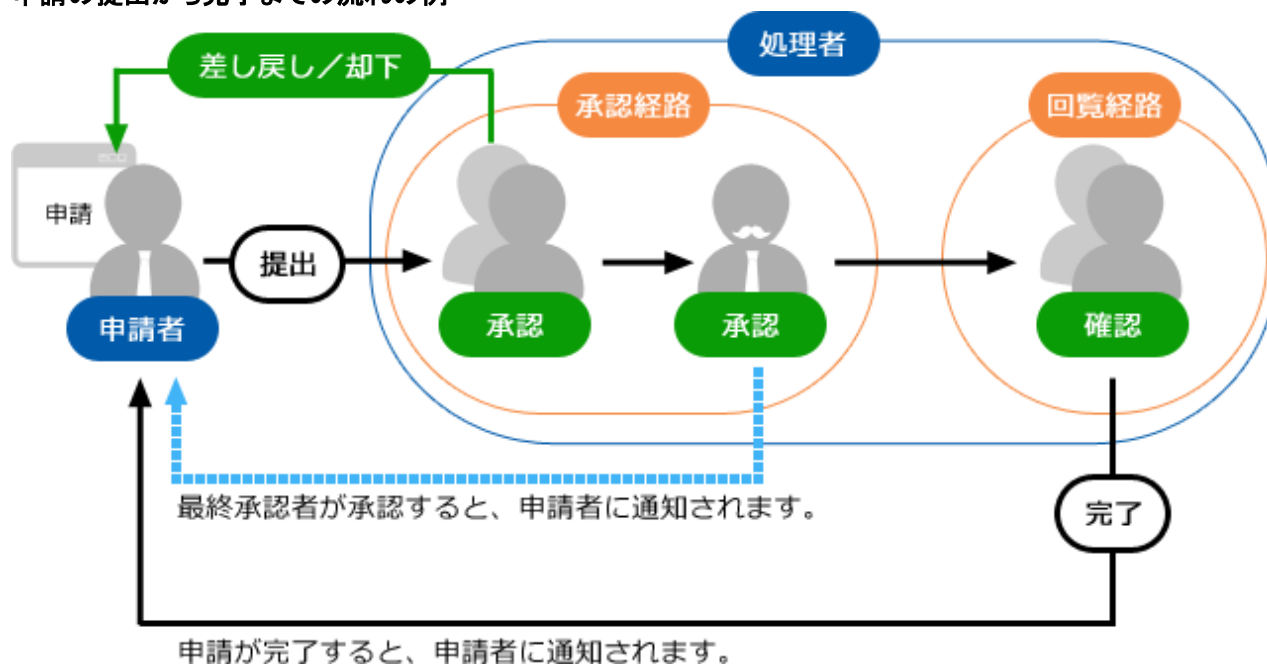 処理者
差し戻し／却下
承認経路
回覧経路
申請
提出
申請者
承認
承認
確認
最終承認者が承認すると、申請者に通知されます。
完了
申請が完了すると、申請者に通知されます。